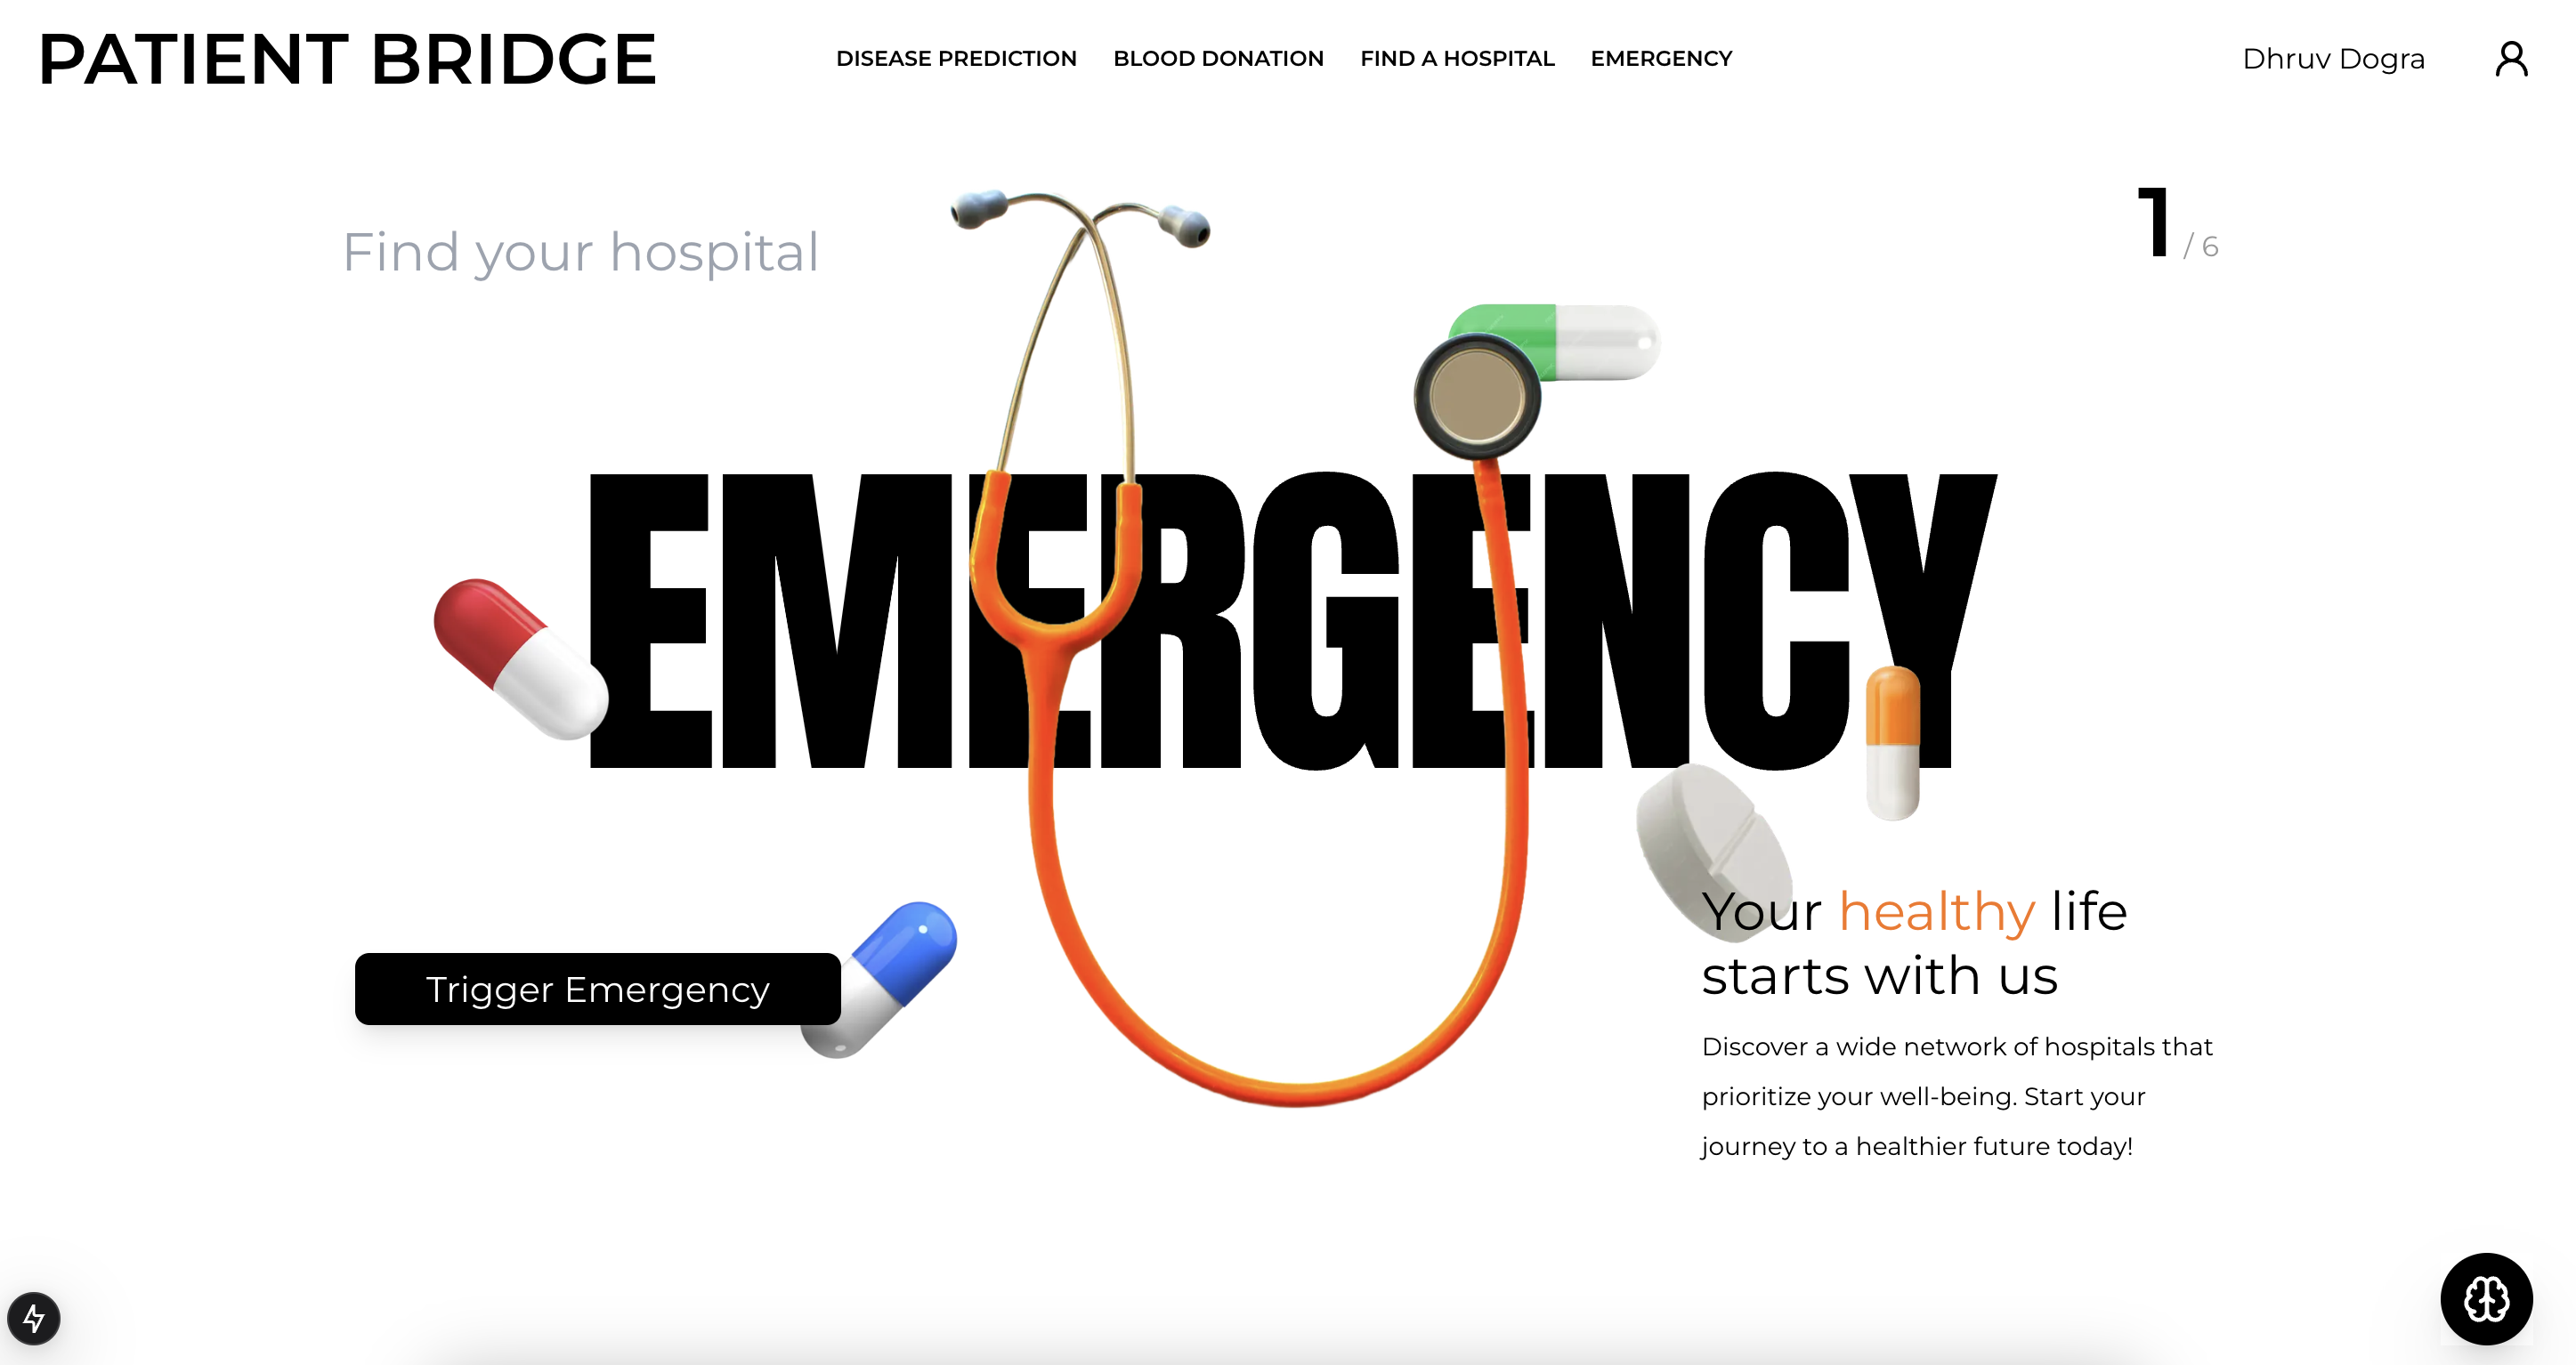 PATIENT BRIDGE
DISEASE PREDICTION
BLOOD DONATION
FIND A HOSPITAL
EMERGENCY
Dhruv Dogra
Find your hospital
1 / 6
EMERGENCY
Trigger Emergency
Your healthy life
starts with us
Discover a wide network of hospitals that
prioritize your well-being. Start your
journey to a healthier future today!